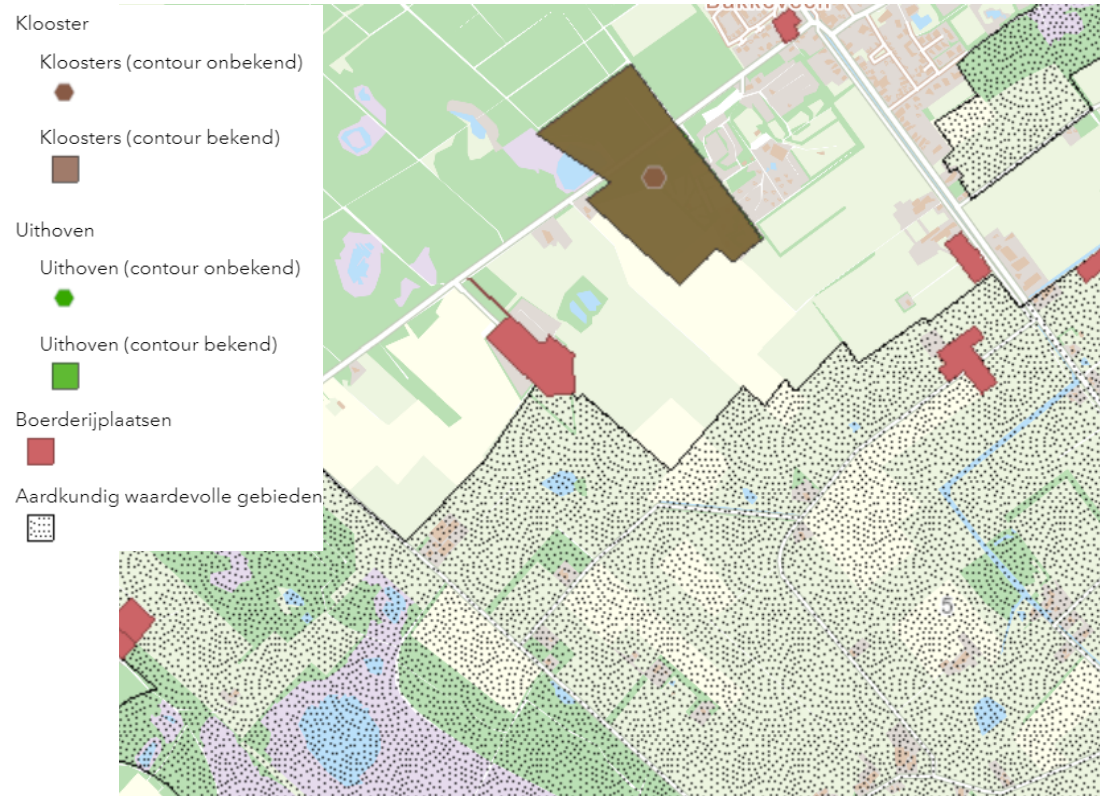 Klooster
Kloosters (contour onbekend)
Kloosters (contour bekend)
Uithoven
Uithoven (contour onbekend)
Uithoven (contour bekend)
Boerderijplaatsen
Aardkundig waardevolle gebieden
Bakkeveen
5